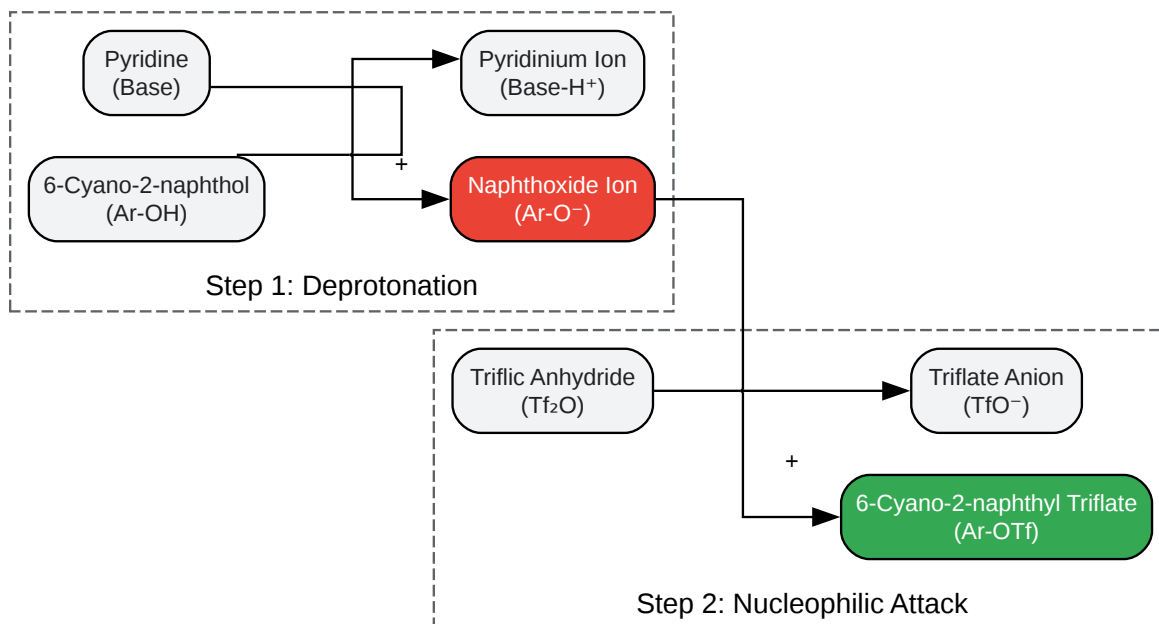 Pyridine
(Base)
Pyridinium Ion
(Base-H⁺)
+
6-Cyano-2-naphthol
(Ar-OH)
Naphthoxide Ion
(Ar-O⁻)
Step 1: Deprotonation
Triflic Anhydride
(Tf₂O)
Triflate Anion
(TfO⁻)
+
6-Cyano-2-naphthyl Triflate
(Ar-OTf)
Step 2: Nucleophilic Attack